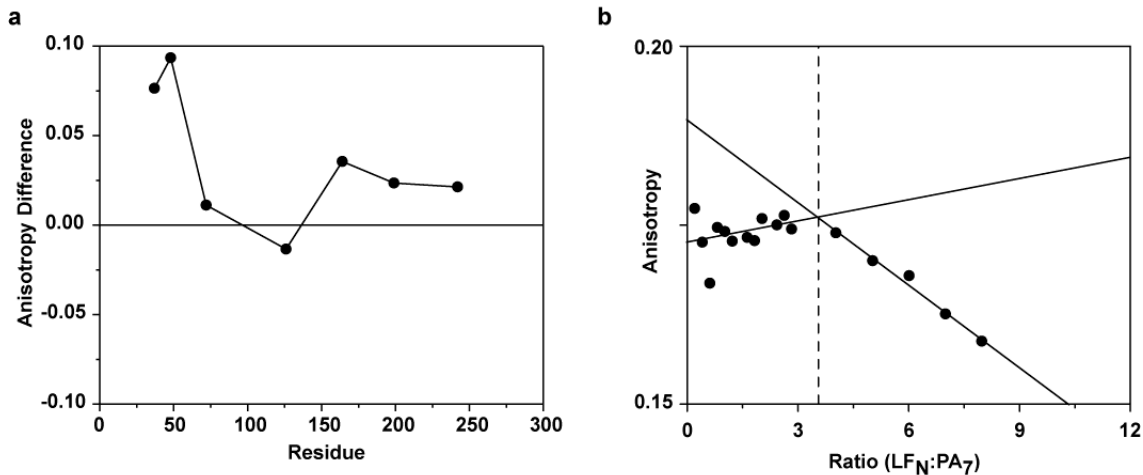 a
0.10
0.05
0.00
-0.05
-0.10
Anisotropy Difference
0 50 100 150 200 250 300
Residue
b
0.20
0.15
Anisotropy
0 3 6 9 12
Ratio (LFN:PA7)